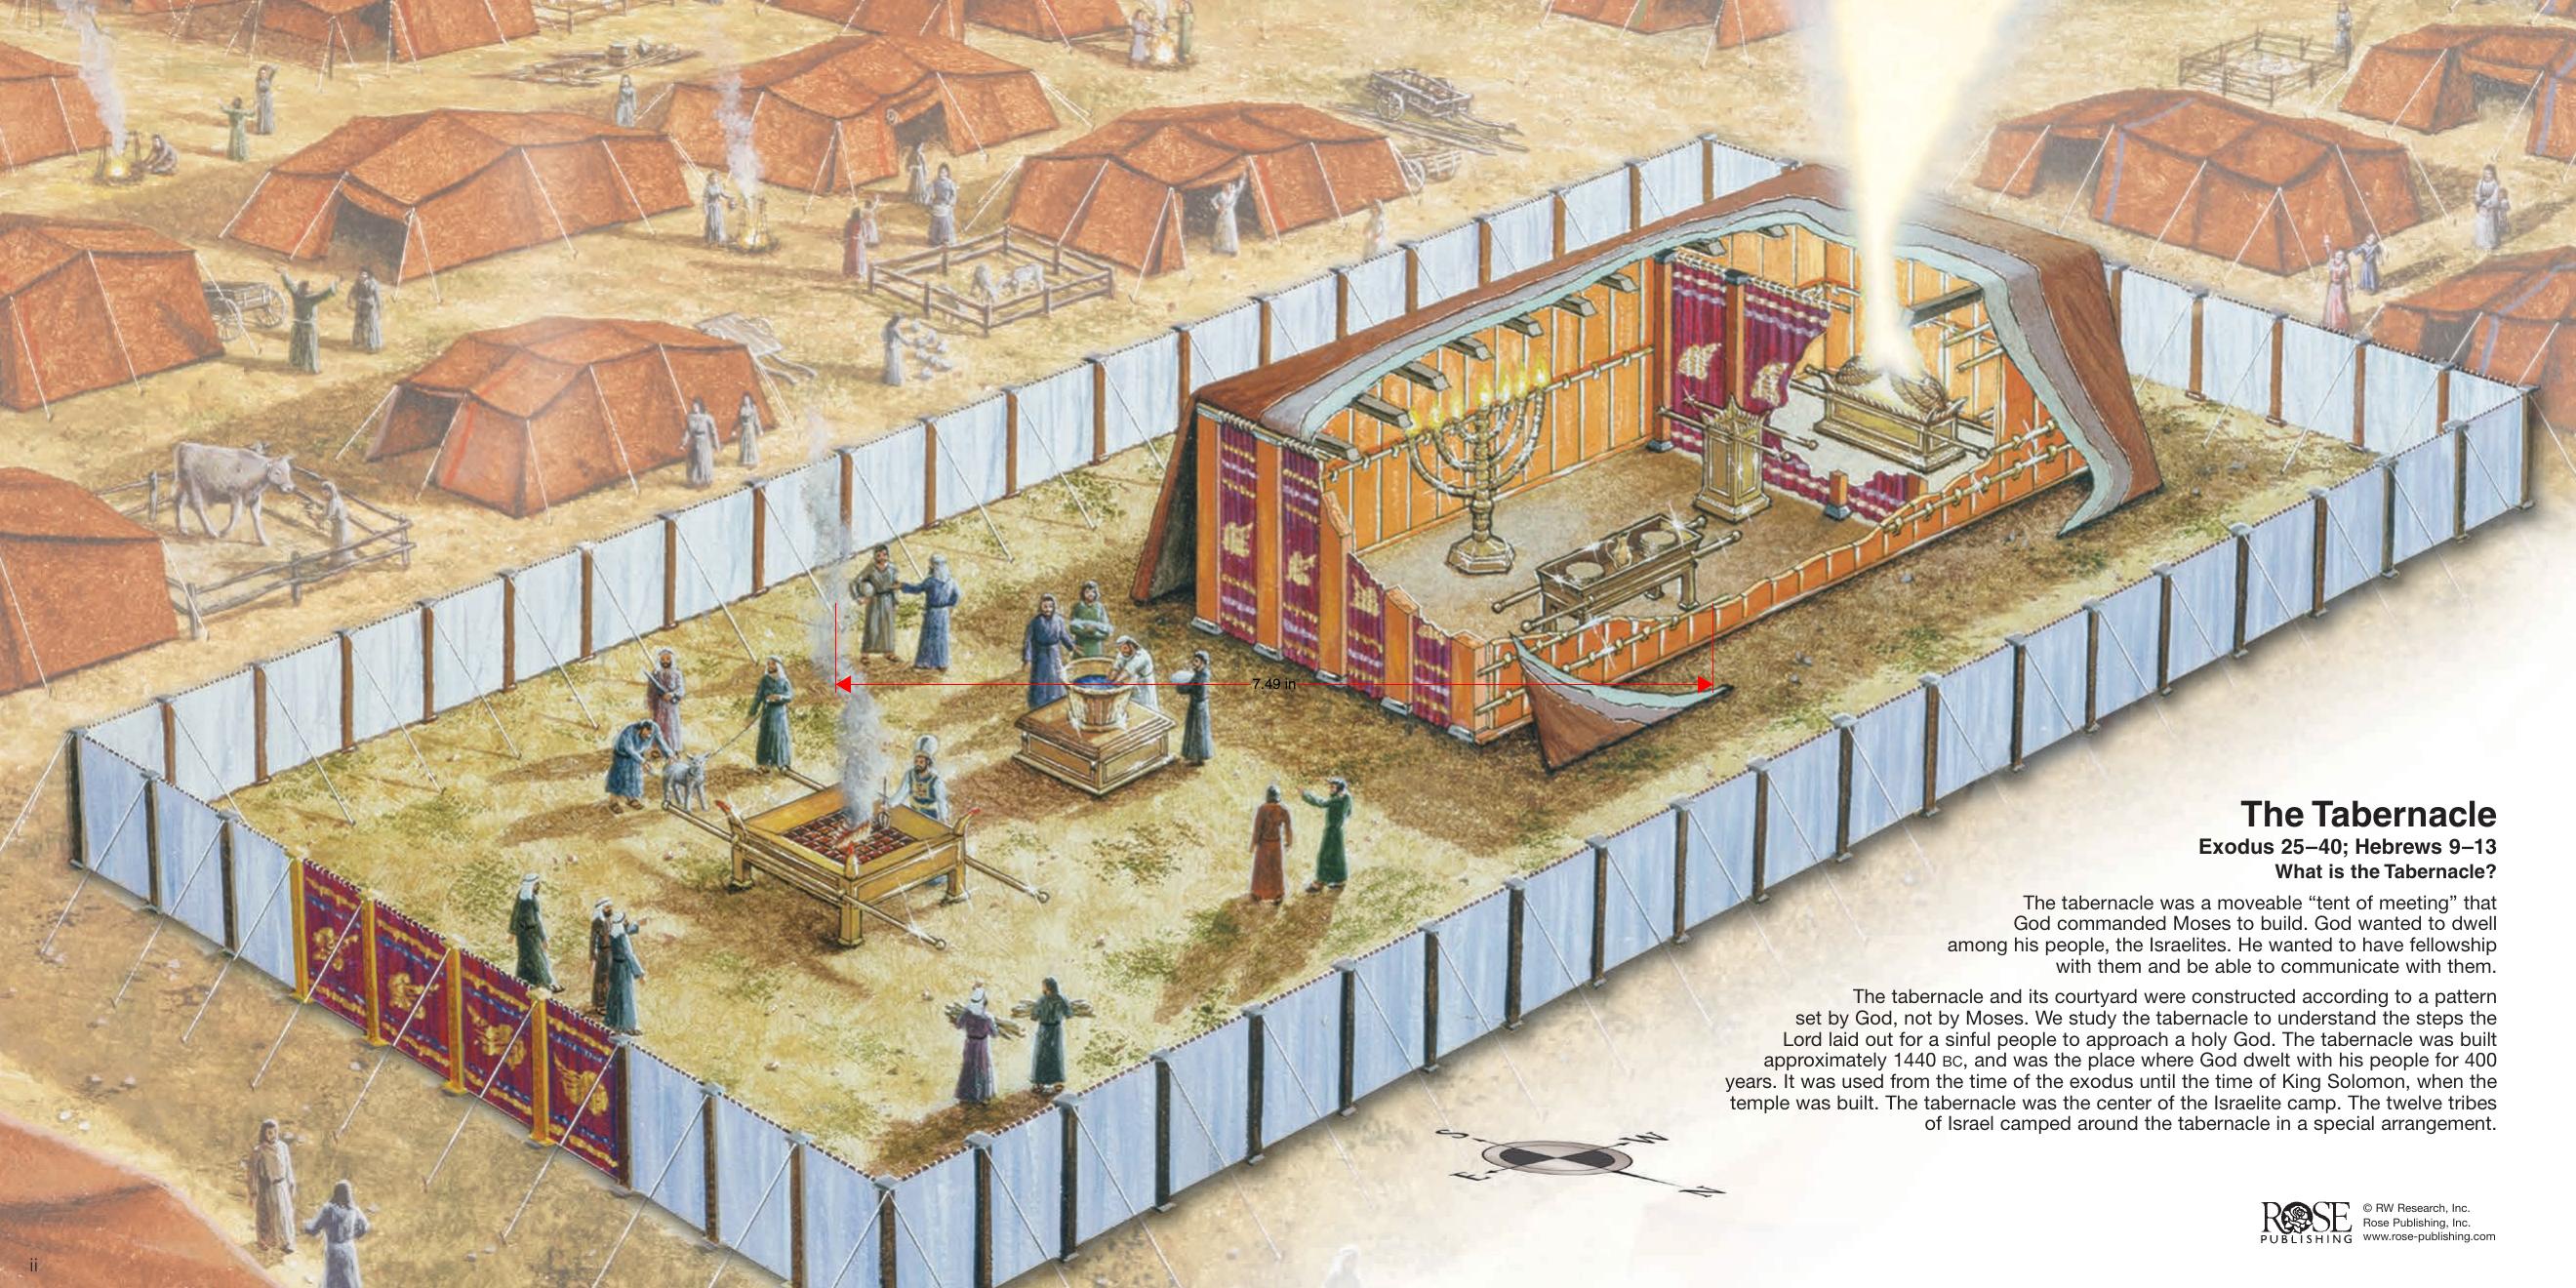 7.49 in
The Tabernacle
Exodus 25–40; Hebrews 9–13
What is the Tabernacle?
The tabernacle was a moveable “tent of meeting” that
God commanded Moses to build. God wanted to dwell
among his people, the Israelites. He wanted to have fellowship
with them and be able to communicate with them.
The tabernacle and its courtyard were constructed according to a pattern
set by God, not by Moses. We study the tabernacle to understand the steps the
Lord laid out for a sinful people to approach a holy God. The tabernacle was built
approximately 1440 BC, and was the place where God dwelt with his people for 400
years. It was used from the time of the exodus until the time of King Solomon, when the
temple was built. The tabernacle was the center of the Israelite camp. The twelve tribes
of Israel camped around the tabernacle in a special arrangement.
S
W
E
N
ROSE
PUBLISHING
© RW Research, Inc.
Rose Publishing, Inc.
www.rose-publishing.com
ii